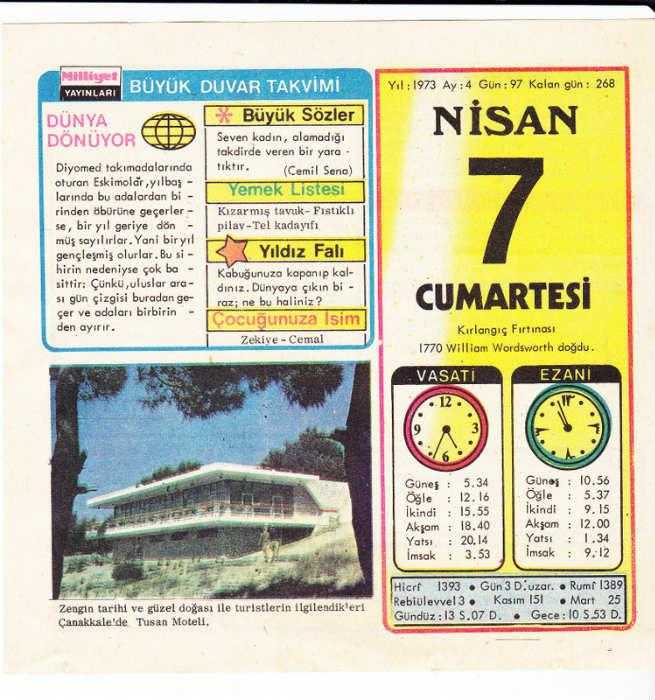 Milliyet
YAYINLARI
BÜYÜK DUVAR TAKVİMİ
DÜNYA
DÖNÜYOR
Diyomed takımadalarında
oturan Eskimolar, yılbaş -
larında bu adalardan bi -
rinden öbürüne geçerler -
se, bir yıl geriye dön -
müş sayılırlar. Yani bir yıl
gençleşmiş olurlar. Bu si -
hirin nedeniyse çok ba -
sittir: Çünkü, uluslar ara-
sı gün çizgisi buradan ge-
çer ve adaları birbirin -
den ayırır.
Büyük Sözler
Seven kadın, alamadığı
takdirde veren bir yara -
tıktır.
(Cemil Sena)
Yemek Listesi
Kızarmış tavuk- Fıstıklı
pilav-Tel kadayıfı
Yıldız Falı
Kabuğunuza kapanıp kal-
dınız. Dünyaya çıkın bi -
raz; ne bu haliniz?
Çocuğunuza İsim
Zekiye - Cemal
Zengin tarihi ve güzel doğası ile turistlerin ilgilendikleri
Çanakkale'de Tusan Moteli.
Yıl: 1973 Ay: 4 Gün: 97 Kalan gün: 268
NİSAN
7
CUMARTESİ
Kırlangıç Fırtınası
1770 William Wordsworth doğdu.
VASATİ
12
9
3
6
Güneş : 5.34
Öğle : 12.16
İkindi : 15.55
Akşam : 18.40
Yatsı : 20.14
İmsak : 3.53
EZANİ
Güneş : 10.56
Öğle : 5.37
İkindi : 9.15
Akşam : 12.00
Yatsı : 1.34
İmsak : 9.12
Hicrî 1393 • Gün 3 D. uzar. • Rumî 1389
Rebiülevvel 3 • Kasım 151 • Mart 25
Gündüz: 13 S. 07 D. • Gece: 10 S. 53 D.